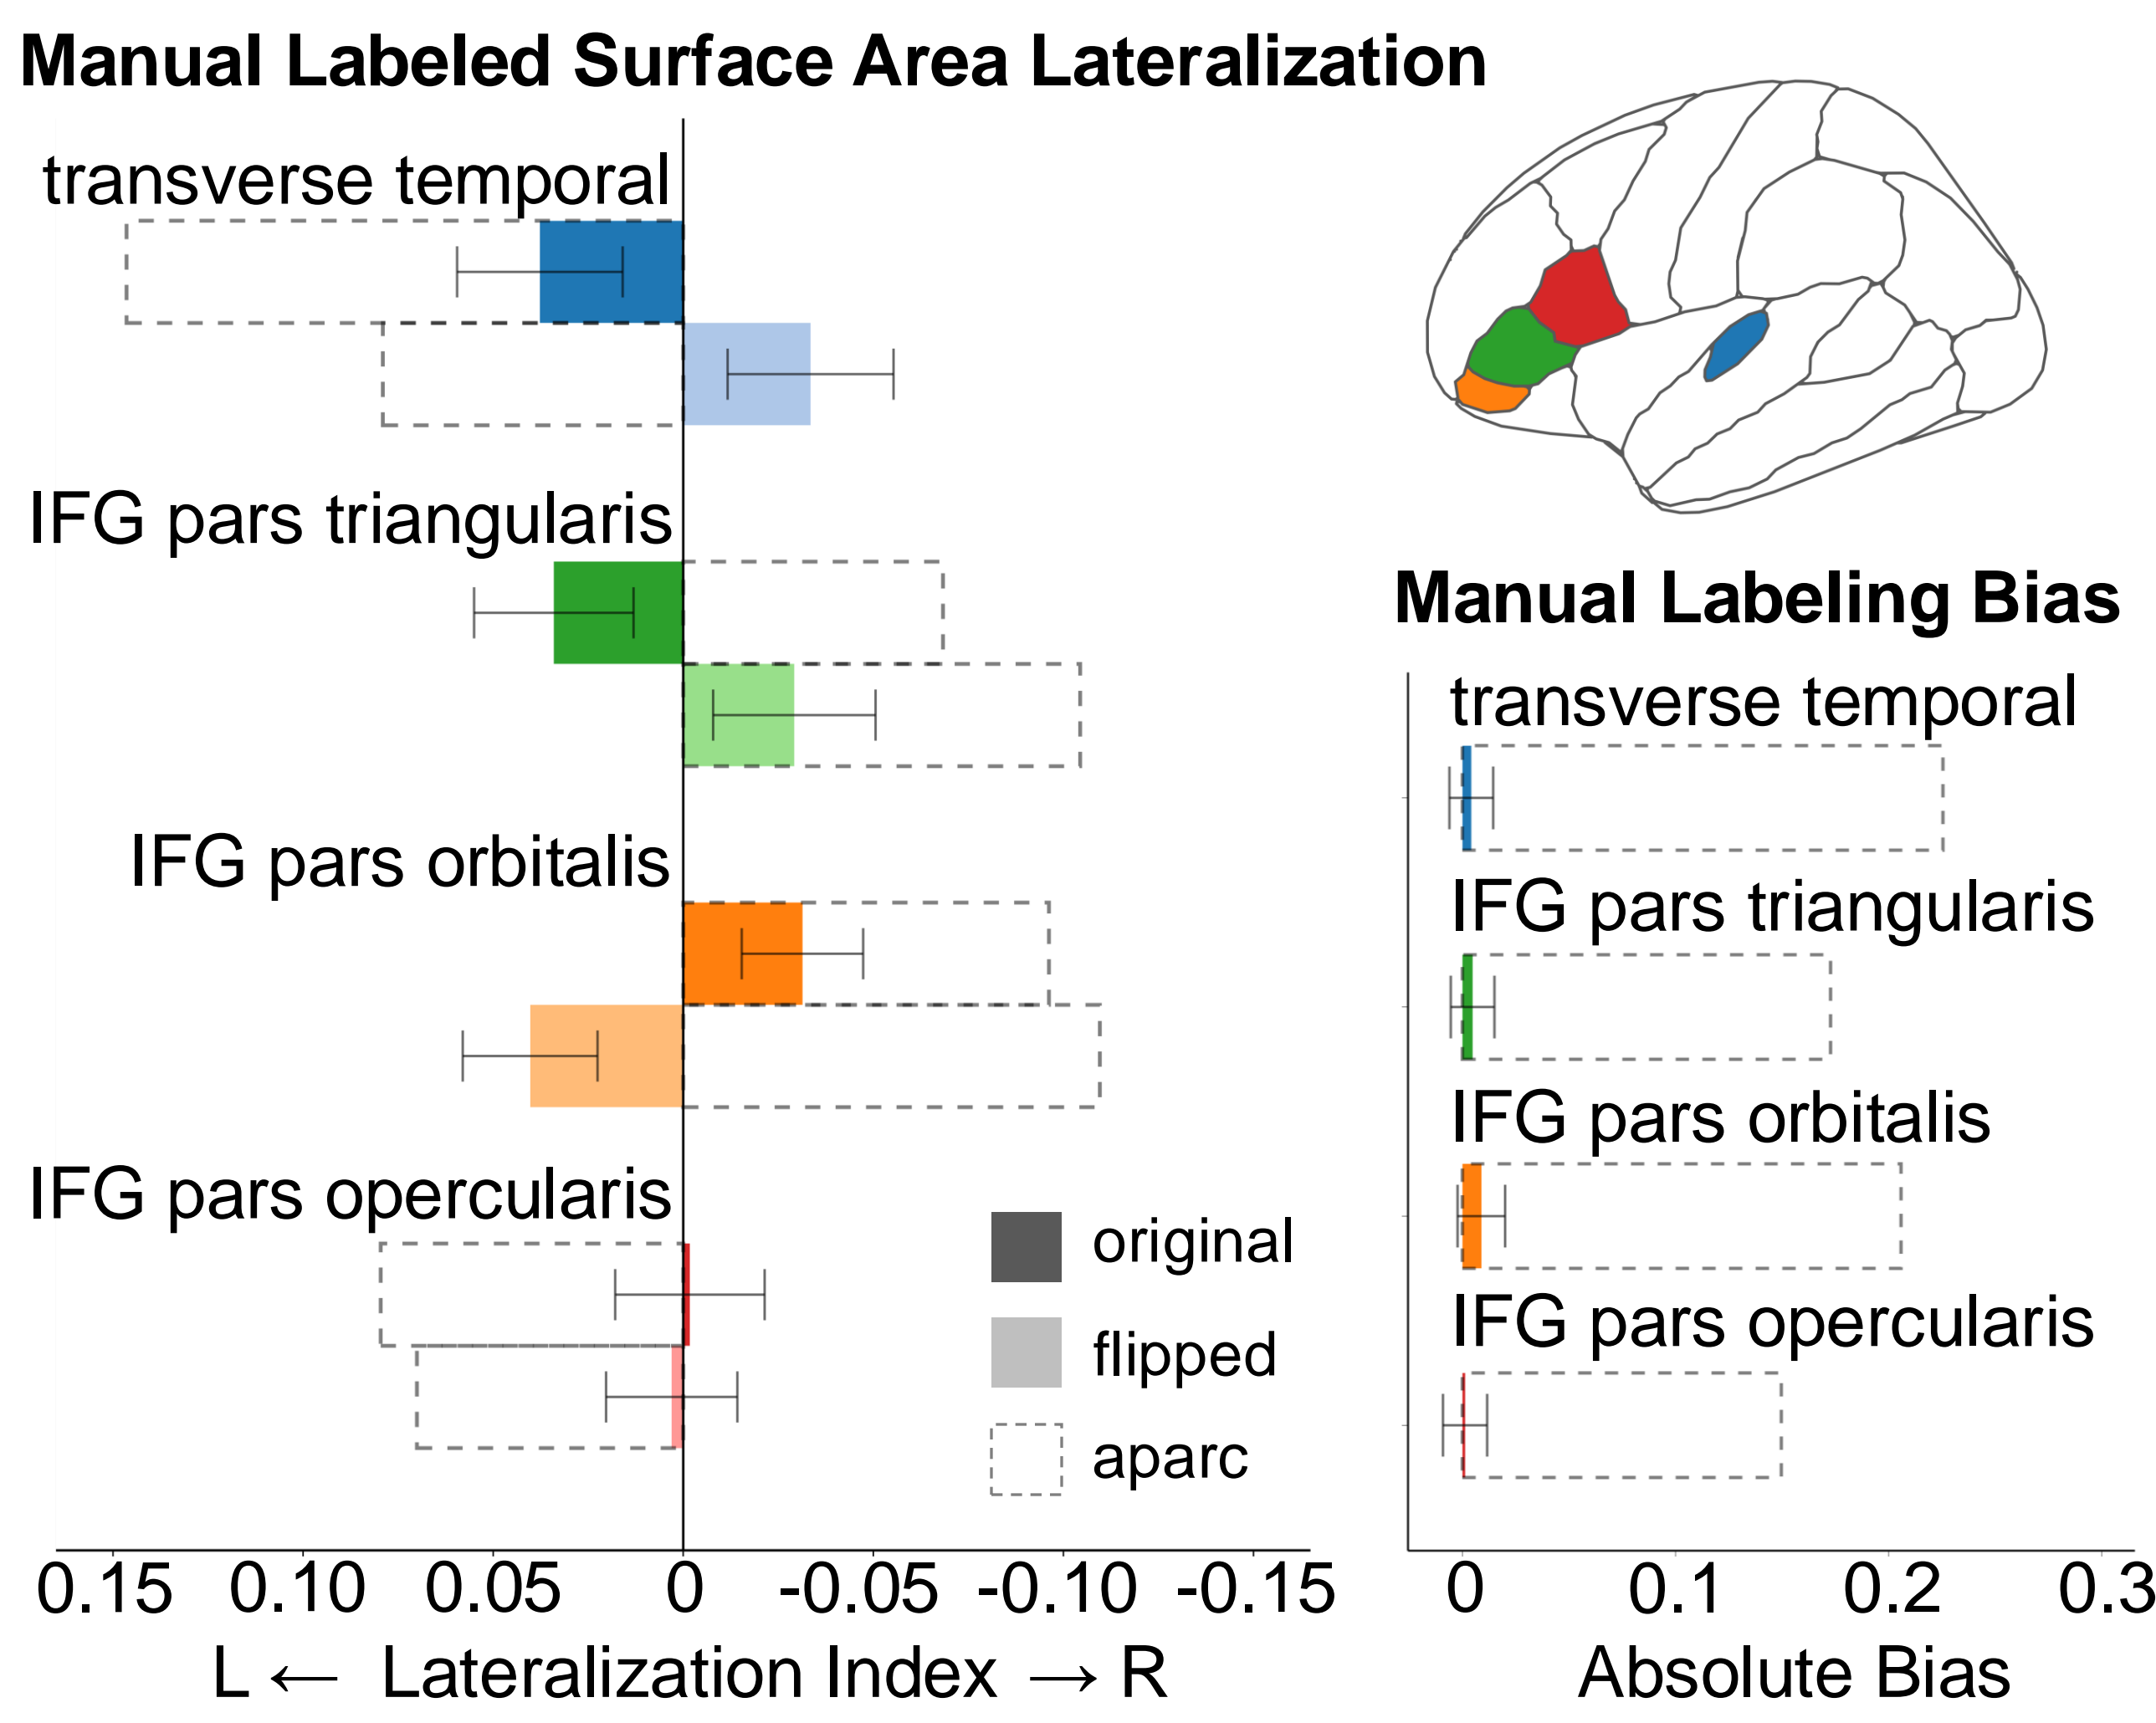 Manual Labeled Surface Area Lateralization
transverse temporal
IFG pars triangularis
IFG pars orbitalis
IFG pars opercularis
original
flipped
aparc
0.15 0.10 0.05 0 -0.05 -0.10 -0.15
L ← Lateralization Index → R
Manual Labeling Bias
transverse temporal
IFG pars triangularis
IFG pars orbitalis
IFG pars opercularis
0 0.1 0.2 0.3
Absolute Bias